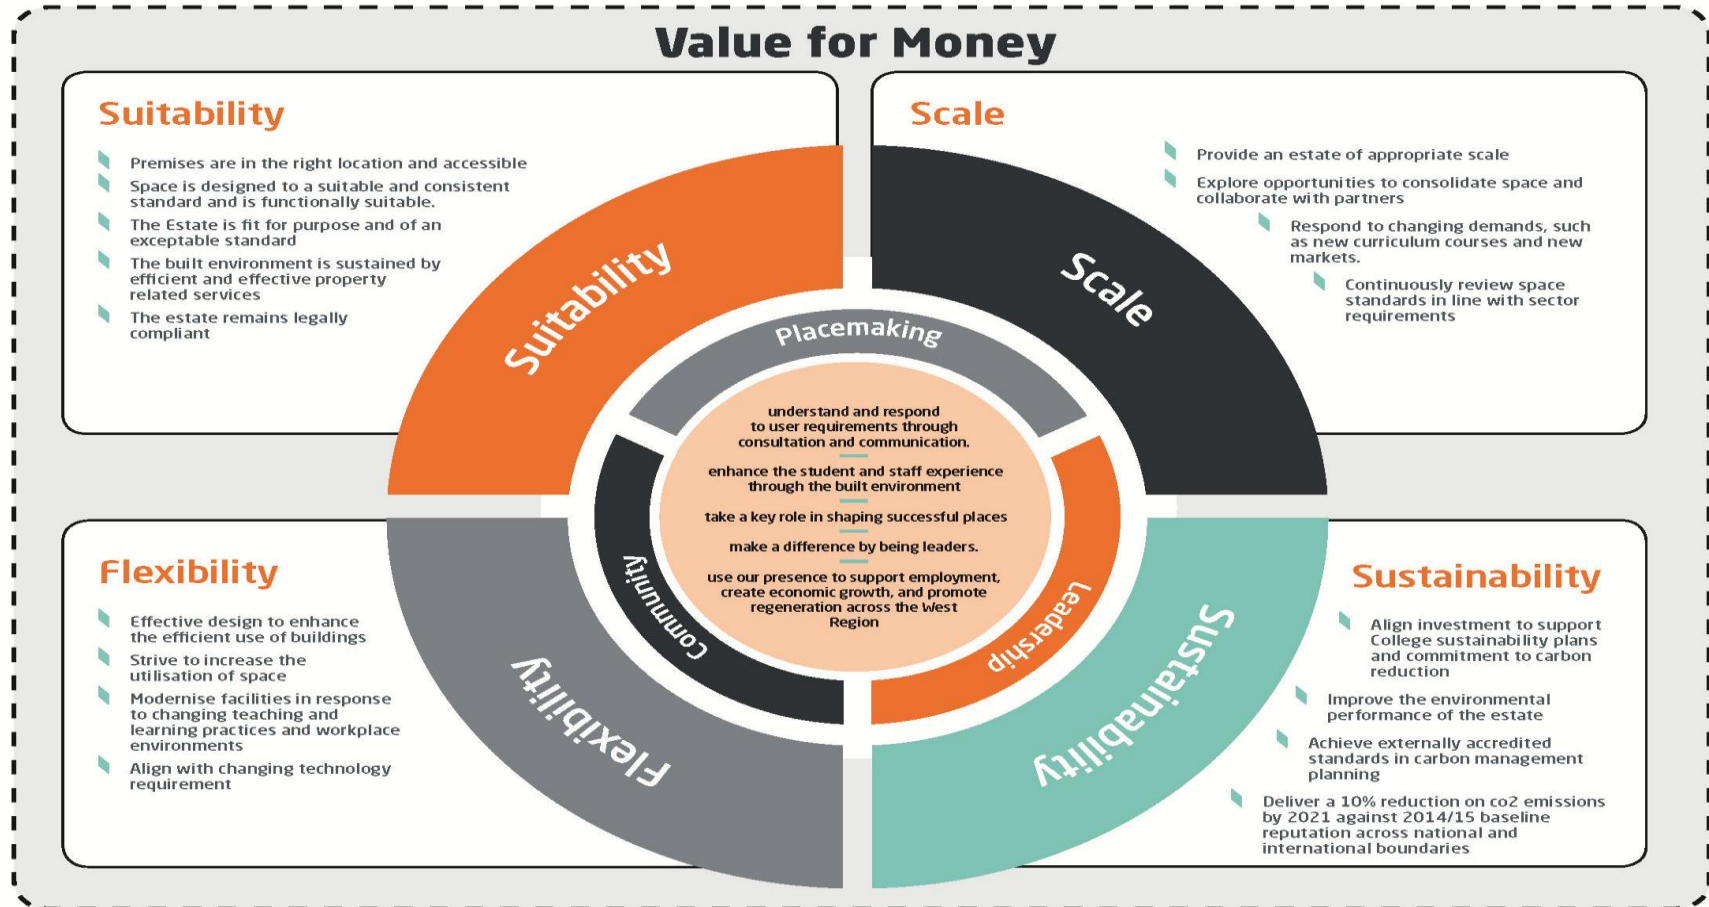 Value for Money
Suitability
Premises are in the right location and accessible
Space is designed to a suitable and consistent
standard and is functionally suitable.
The Estate is fit for purpose and of an
exceptable standard
The built environment is sustained by
efficient and effective property
related services
The estate remains legally
compliant
Scale
Provide an estate of appropriate scale
Explore opportunities to consolidate space and
collaborate with partners
Respond to changing demands, such
as new curriculum courses and new
markets.
Continuously review space
standards in line with sector
requirements
Suitability
Scale
Placemaking
understand and respond
to user requirements through
consultation and communication.
enhance the student and staff experience
through the built environment
take a key role in shaping successful places
make a difference by being leaders.
use our presence to support employment,
create economic growth, and promote
regeneration across the West
Region
Community
Leadership
Flexibility
Sustainability
Flexibility
Effective design to enhance
the efficient use of buildings
Strive to increase the
utilisation of space
Modernise facilities in response
to changing teaching and
learning practices and workplace
environments
Align with changing technology
requirement
Sustainability
Align investment to support
College sustainability plans
and commitment to carbon
reduction
Improve the environmental
performance of the estate
Achieve externally accredited
standards in carbon management
planning
Deliver a 10% reduction on co2 emissions
by 2021 against 2014/15 baseline
reputation across national and
international boundaries